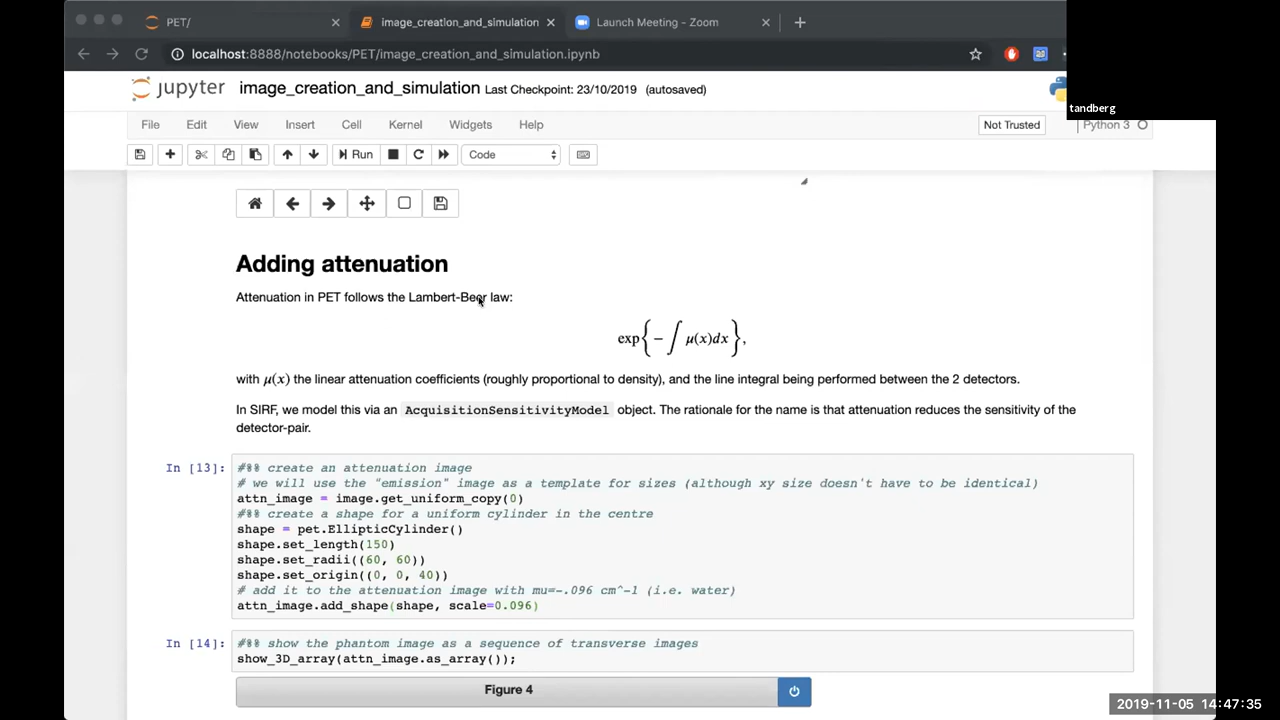 PET/
image_creation_and_simulation
Launch Meeting - Zoom
localhost:8888/notebooks/PET/image_creation_and_simulation.ipynb
tandberg
jupyter image_creation_and_simulation Last Checkpoint: 23/10/2019 (autosaved)
File Edit View Insert Cell Kernel Widgets Help Not Trusted Python 3
Run Code
Adding attenuation
Attenuation in PET follows the Lambert-Beer law:
exp{−∫μ(x)dx},
with μ(x) the linear attenuation coefficients (roughly proportional to density), and the line integral being performed between the 2 detectors.
In SIRF, we model this via an AcquisitionSensitivityModel object. The rationale for the name is that attenuation reduces the sensitivity of the
detector-pair.
In [13]: #%% create an attenuation image
# we will use the "emission" image as a template for sizes (although xy size doesn't have to be identical)
attn_image = image.get_uniform_copy(0)
#%% create a shape for a uniform cylinder in the centre
shape = pet.EllipticCylinder()
shape.set_length(150)
shape.set_radii((60, 60))
shape.set_origin((0, 0, 40))
# add it to the attenuation image with mu=-.096 cm^-1 (i.e. water)
attn_image.add_shape(shape, scale=0.096)
In [14]: #%% show the phantom image as a sequence of transverse images
show_3D_array(attn_image.as_array());
Figure 4
2019-11-05 14:47:35